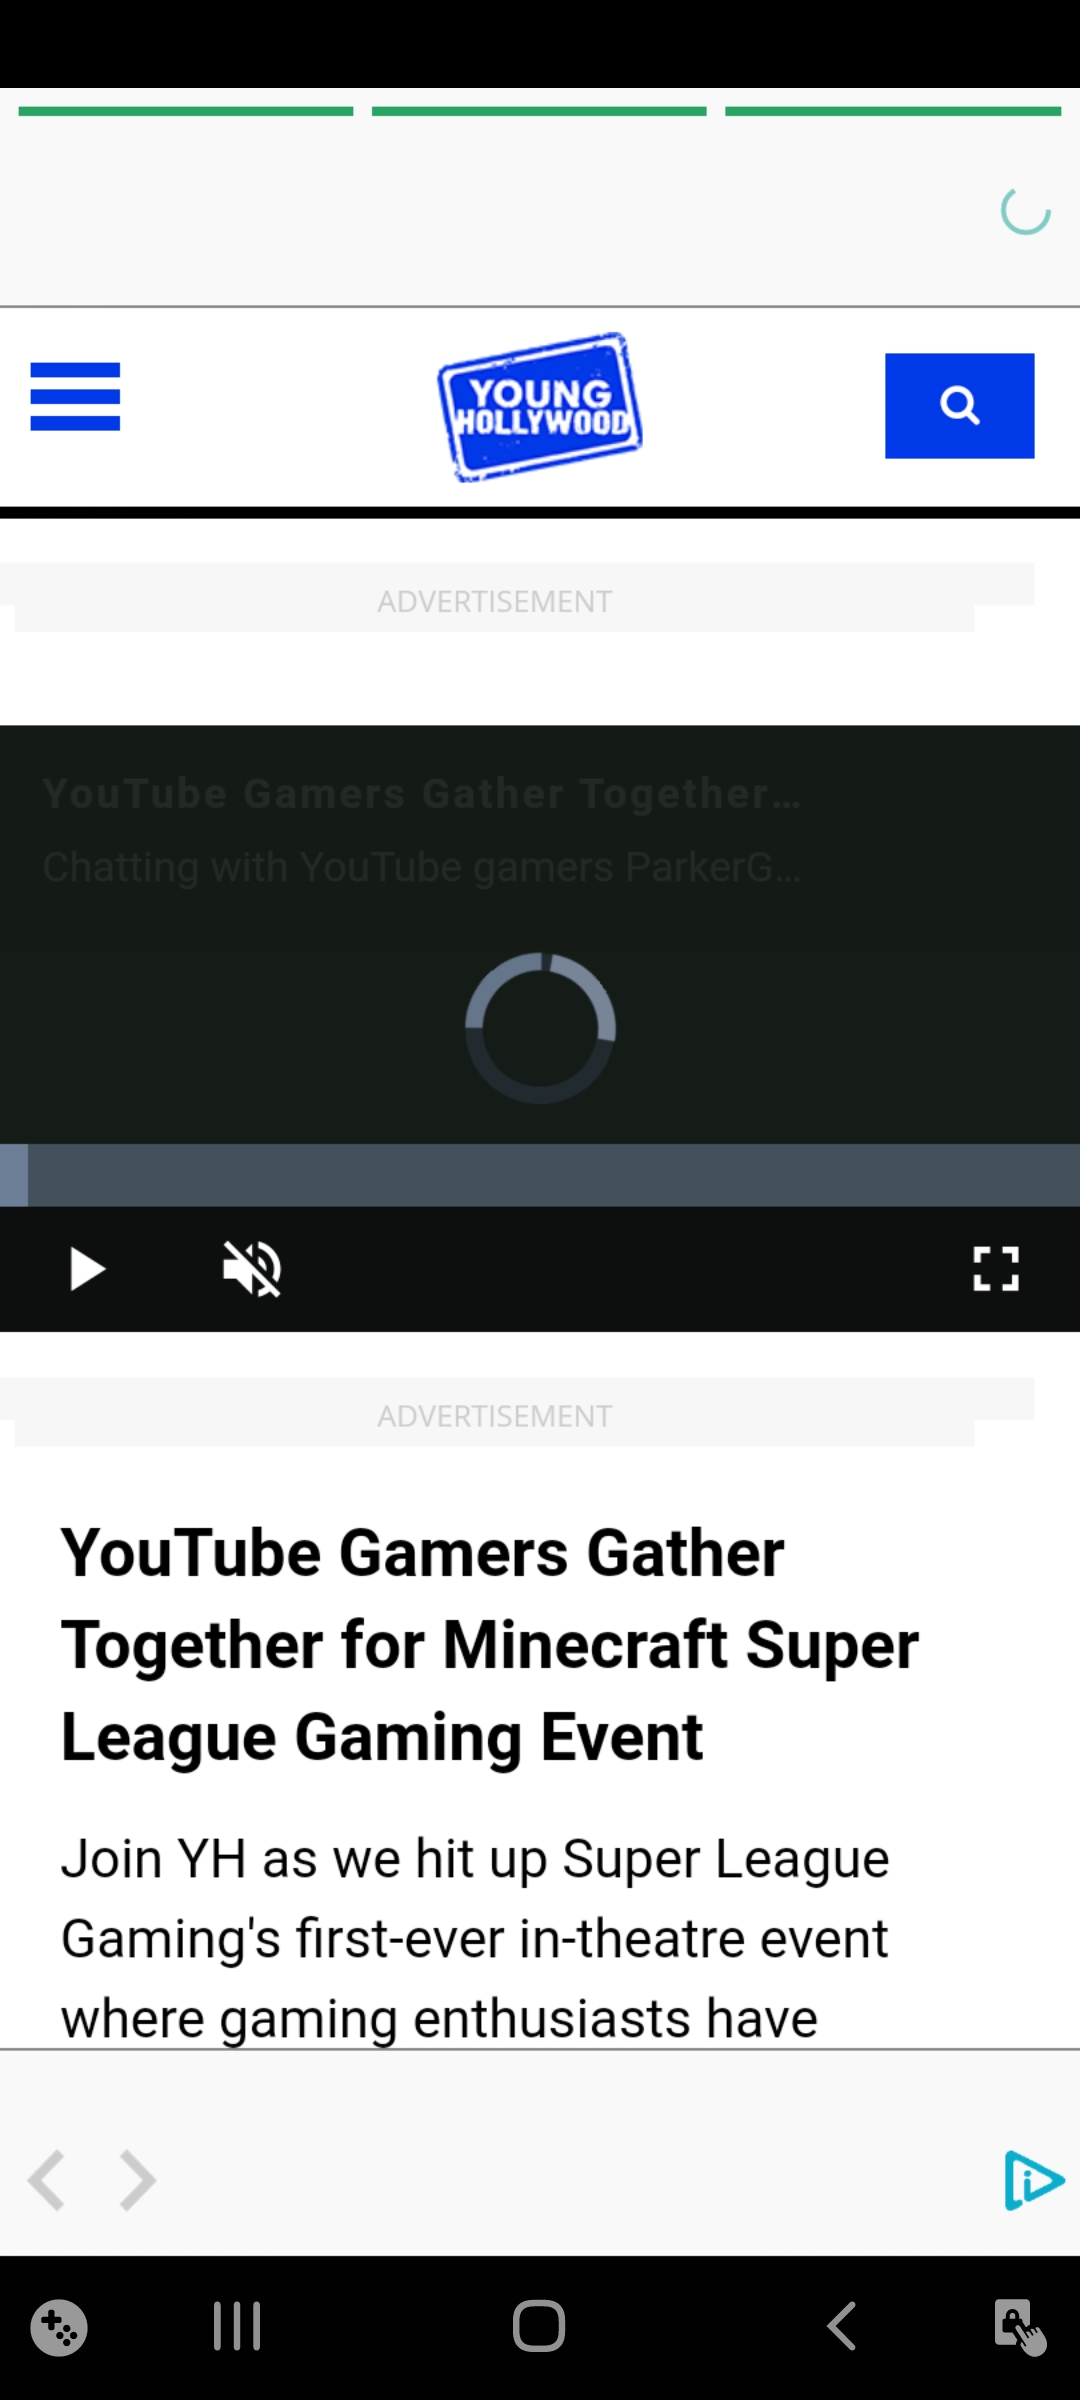 YOUNG
HOLLYWOOD
ADVERTISEMENT
YouTube Gamers Gather Together...
Chatting with YouTube gamers ParkerG...
ADVERTISEMENT
YouTube Gamers Gather
Together for Minecraft Super
League Gaming Event
Join YH as we hit up Super League
Gaming's first-ever in-theatre event
where gaming enthusiasts have